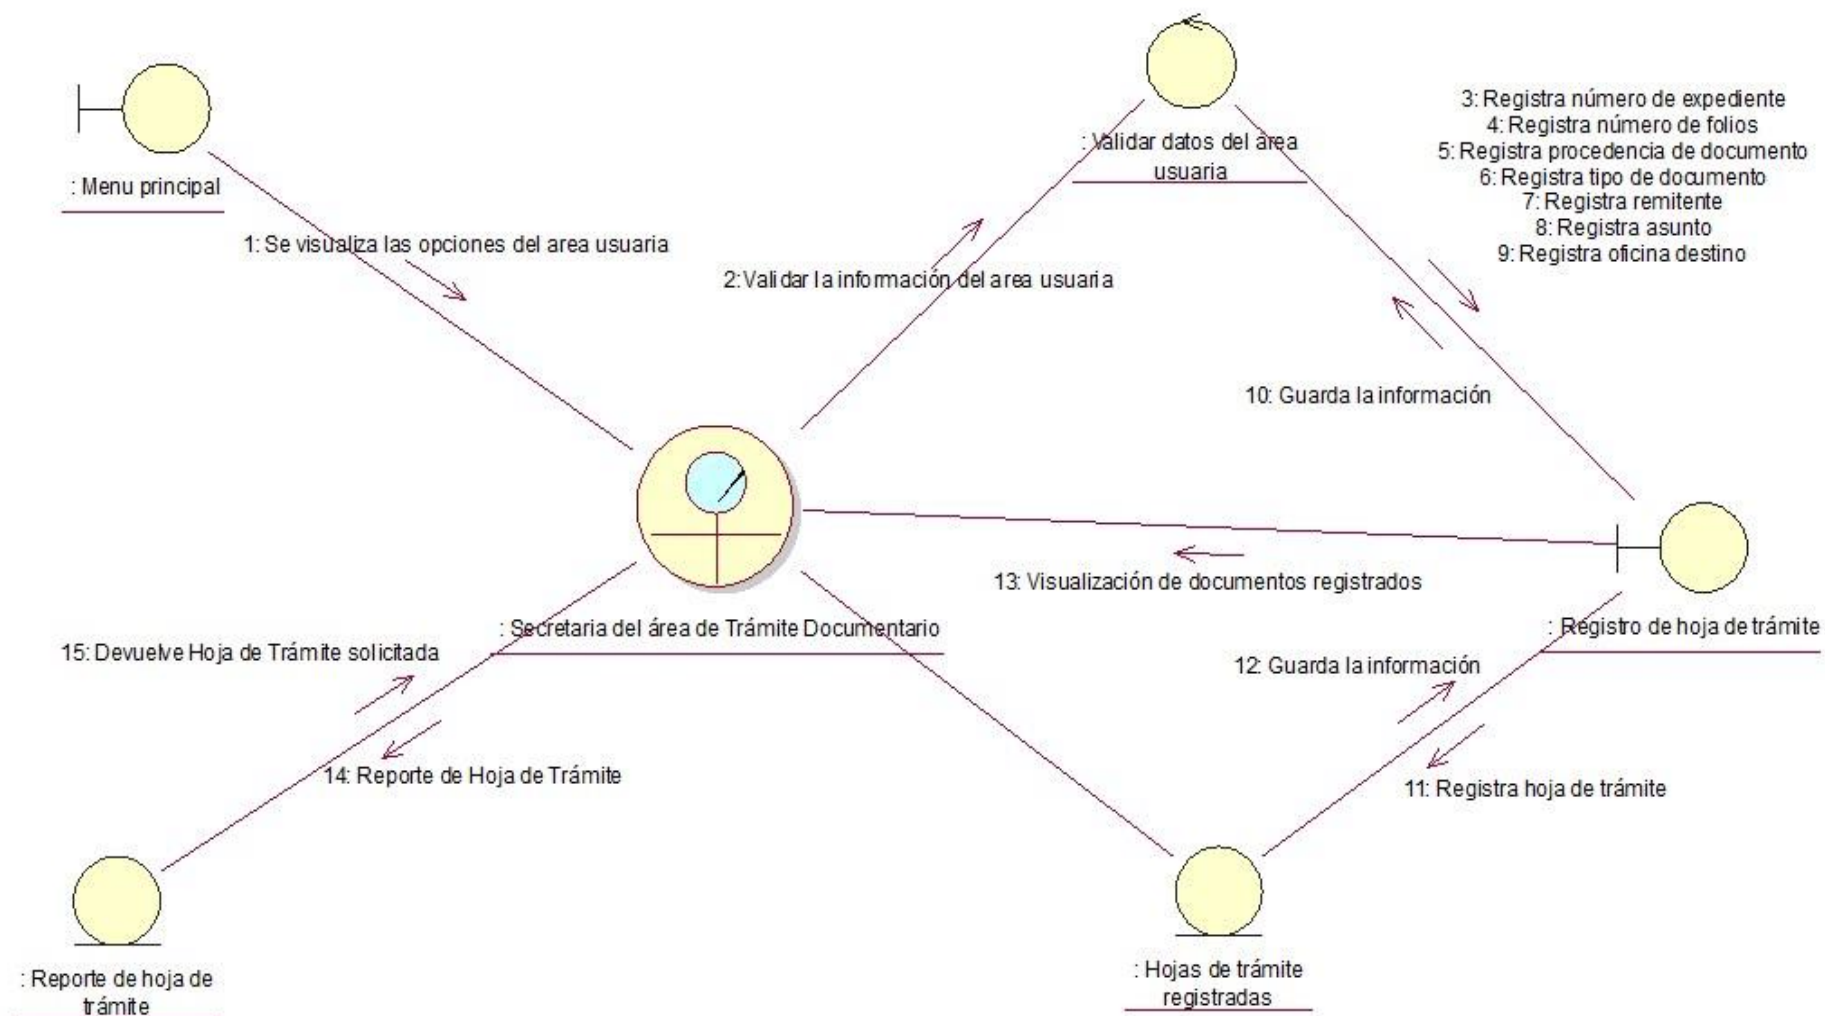 : Menu principal
: Validar datos del área
usuaria
3: Registra número de expediente
4: Registra número de folios
5: Registra procedencia de documento
6: Registra tipo de documento
7: Registra remitente
8: Registra asunto
9: Registra oficina destino
1: Se visualiza las opciones del area usuaria
2: Validar la información del area usuaria
10: Guarda la información
13: Visualización de documentos registrados
: Secretaria del área de Trámite Documentario
: Registro de hoja de trámite
15: Devuelve Hoja de Trámite solicitada
12: Guarda la información
14: Reporte de Hoja de Trámite
11: Registra hoja de trámite
: Reporte de hoja de
trámite
: Hojas de trámite
registradas